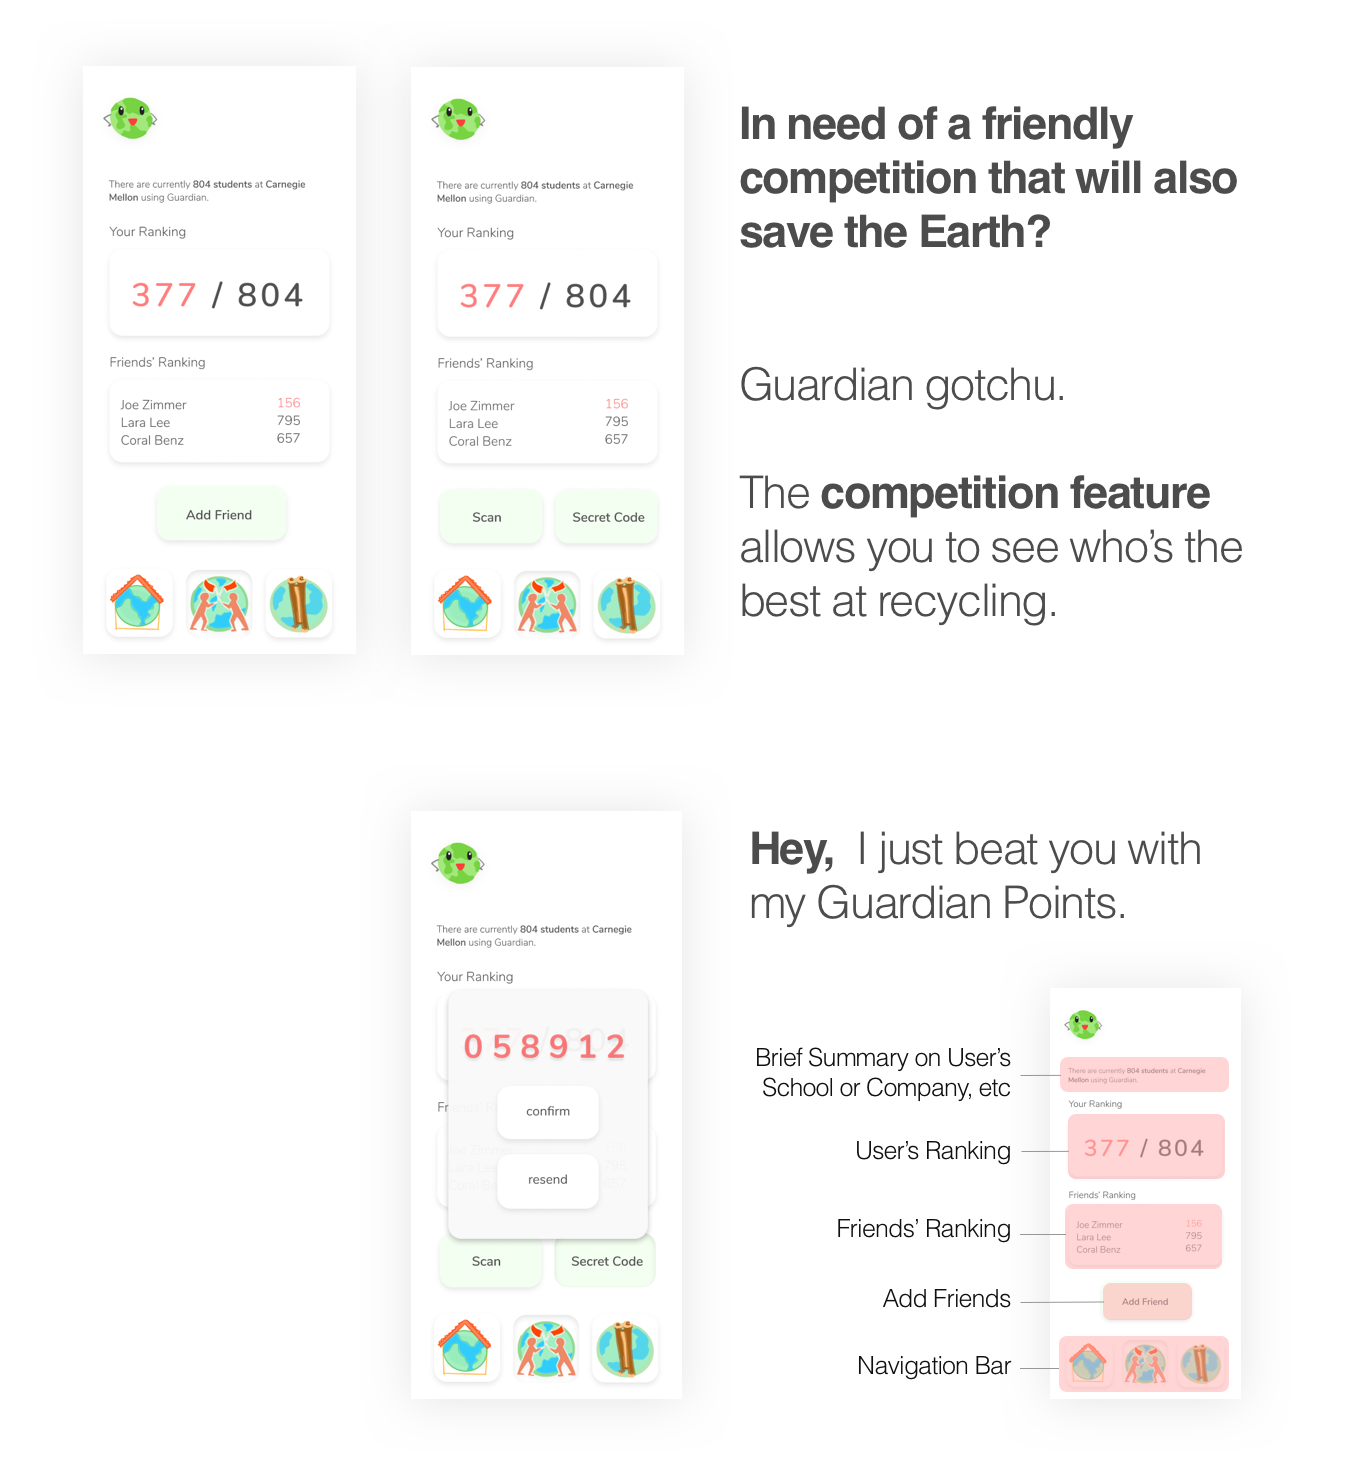 There are currently 804 students at Carnegie
Mellon using Guardian.
Your Ranking
377 / 804
Friends' Ranking
Joe Zimmer 156
Lara Lee 795
Coral Benz 657
Add Friend
There are currently 804 students at Carnegie
Mellon using Guardian.
Your Ranking
377 / 804
Friends' Ranking
Joe Zimmer 156
Lara Lee 795
Coral Benz 657
Scan Secret Code
In need of a friendly
competition that will also
save the Earth?
Guardian gotchu.
The competition feature
allows you to see who's the
best at recycling.
There are currently 804 students at Carnegie
Mellon using Guardian.
Your Ranking
058912
confirm
resend
Scan Secret Code
Hey, I just beat you with
my Guardian Points.
Brief Summary on User's
School or Company, etc
User's Ranking
Friends' Ranking
Add Friends
Navigation Bar
There are currently 804 students at Carnegie
Mellon using Guardian.
Your Ranking
377 / 804
Friends' Ranking
Joe Zimmer 156
Lara Lee 795
Coral Benz 657
Add Friend